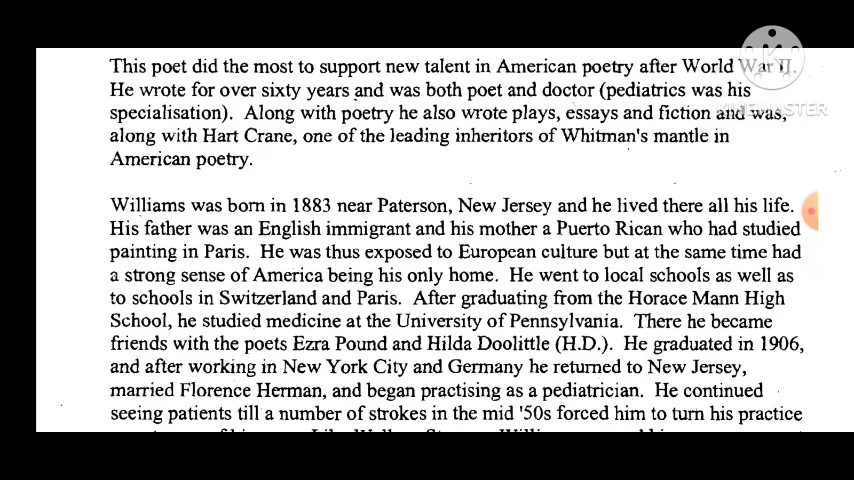 This poet did the most to support new talent in American poetry after World War II.
He wrote for over sixty years and was both poet and doctor (pediatrics was his
specialisation). Along with poetry he also wrote plays, essays and fiction and was,
along with Hart Crane, one of the leading inheritors of Whitman's mantle in
American poetry.
Williams was born in 1883 near Paterson, New Jersey and he lived there all his life.
His father was an English immigrant and his mother a Puerto Rican who had studied
painting in Paris. He was thus exposed to European culture but at the same time had
a strong sense of America being his only home. He went to local schools as well as
to schools in Switzerland and Paris. After graduating from the Horace Mann High
School, he studied medicine at the University of Pennsylvania. There he became
friends with the poets Ezra Pound and Hilda Doolittle (H.D.). He graduated in 1906,
and after working in New York City and Germany he returned to New Jersey,
married Florence Herman, and began practising as a pediatrician. He continued
seeing patients till a number of strokes in the mid '50s forced him to turn his practice
KINEMASTER